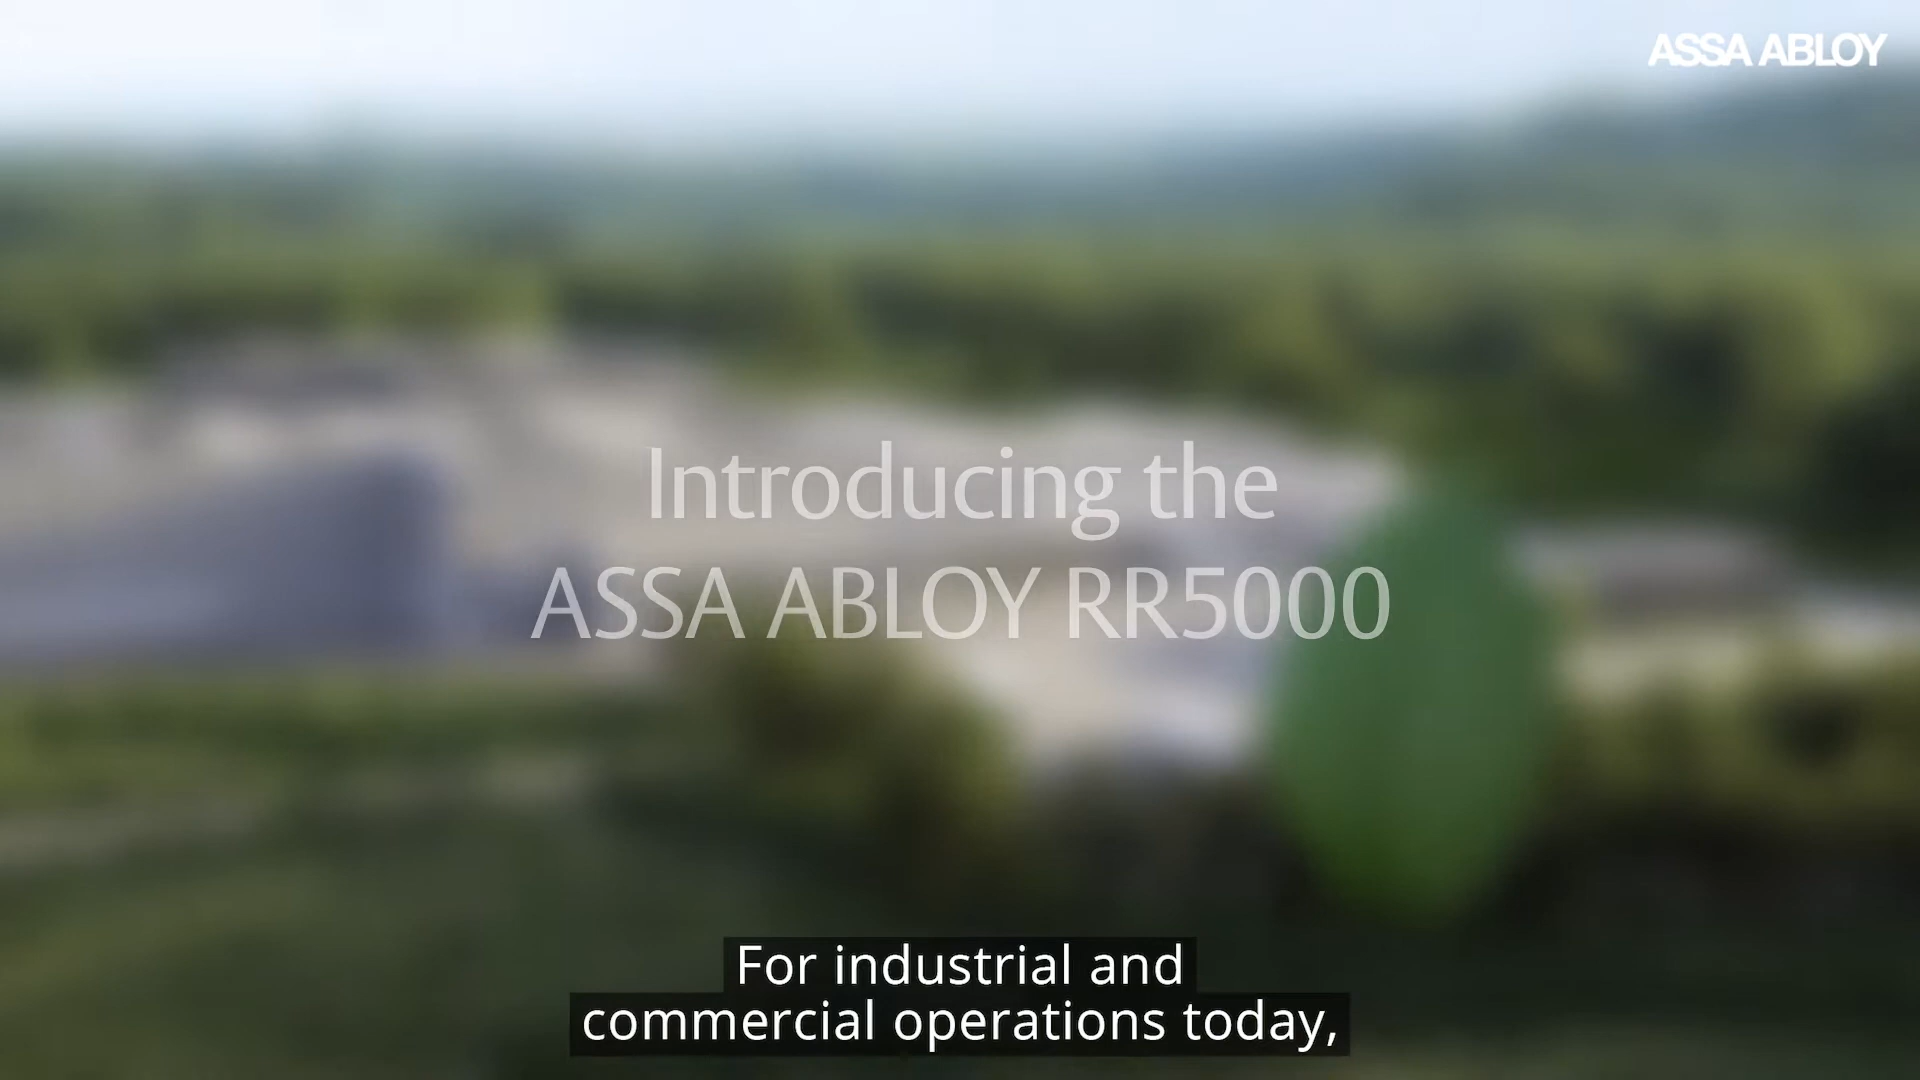 ASSA ABLOY
Introducing the
ASSA ABLOY RR5000
For industrial and
commercial operations today,